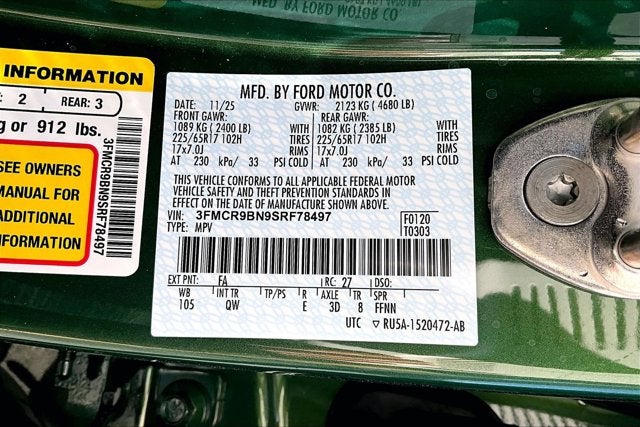 MFD. BY FORD MOTOR CO.
INFORMATION
: 2 REAR: 3
g or 912 lbs.
SEE OWNERS
MANUAL FOR
ADDITIONAL
INFORMATION
3FMCR9BN9SRF78497
MFD. BY FORD MOTOR CO.
DATE: 11/25 GVWR: 2123 KG ( 4680 LB)
FRONT GAWR: REAR GAWR:
1089 KG ( 2400 LB) WITH 1082 KG ( 2385 LB) WITH
225/65R17 102H TIRES 225/65R17 102H TIRES
17x7.0J RIMS 17x7.0J RIMS
AT 230 kPa/ 33 PSI COLD AT 230 kPa/ 33 PSI COLD
THIS VEHICLE CONFORMS TO ALL APPLICABLE FEDERAL MOTOR
VEHICLE SAFETY AND THEFT PREVENTION STANDARDS IN
EFFECT ON THE DATE OF MANUFACTURE SHOWN ABOVE.
VIN: 3FMCR9BN9SRF78497 F0120
TYPE: MPV T0303
EXT PNT: FA RC: 27 DSO:
WB INT TR TP/PS R AXLE TR SPR
105 QW E 3D 8 FFNN
UTC ▽ RU5A-1520472-AB